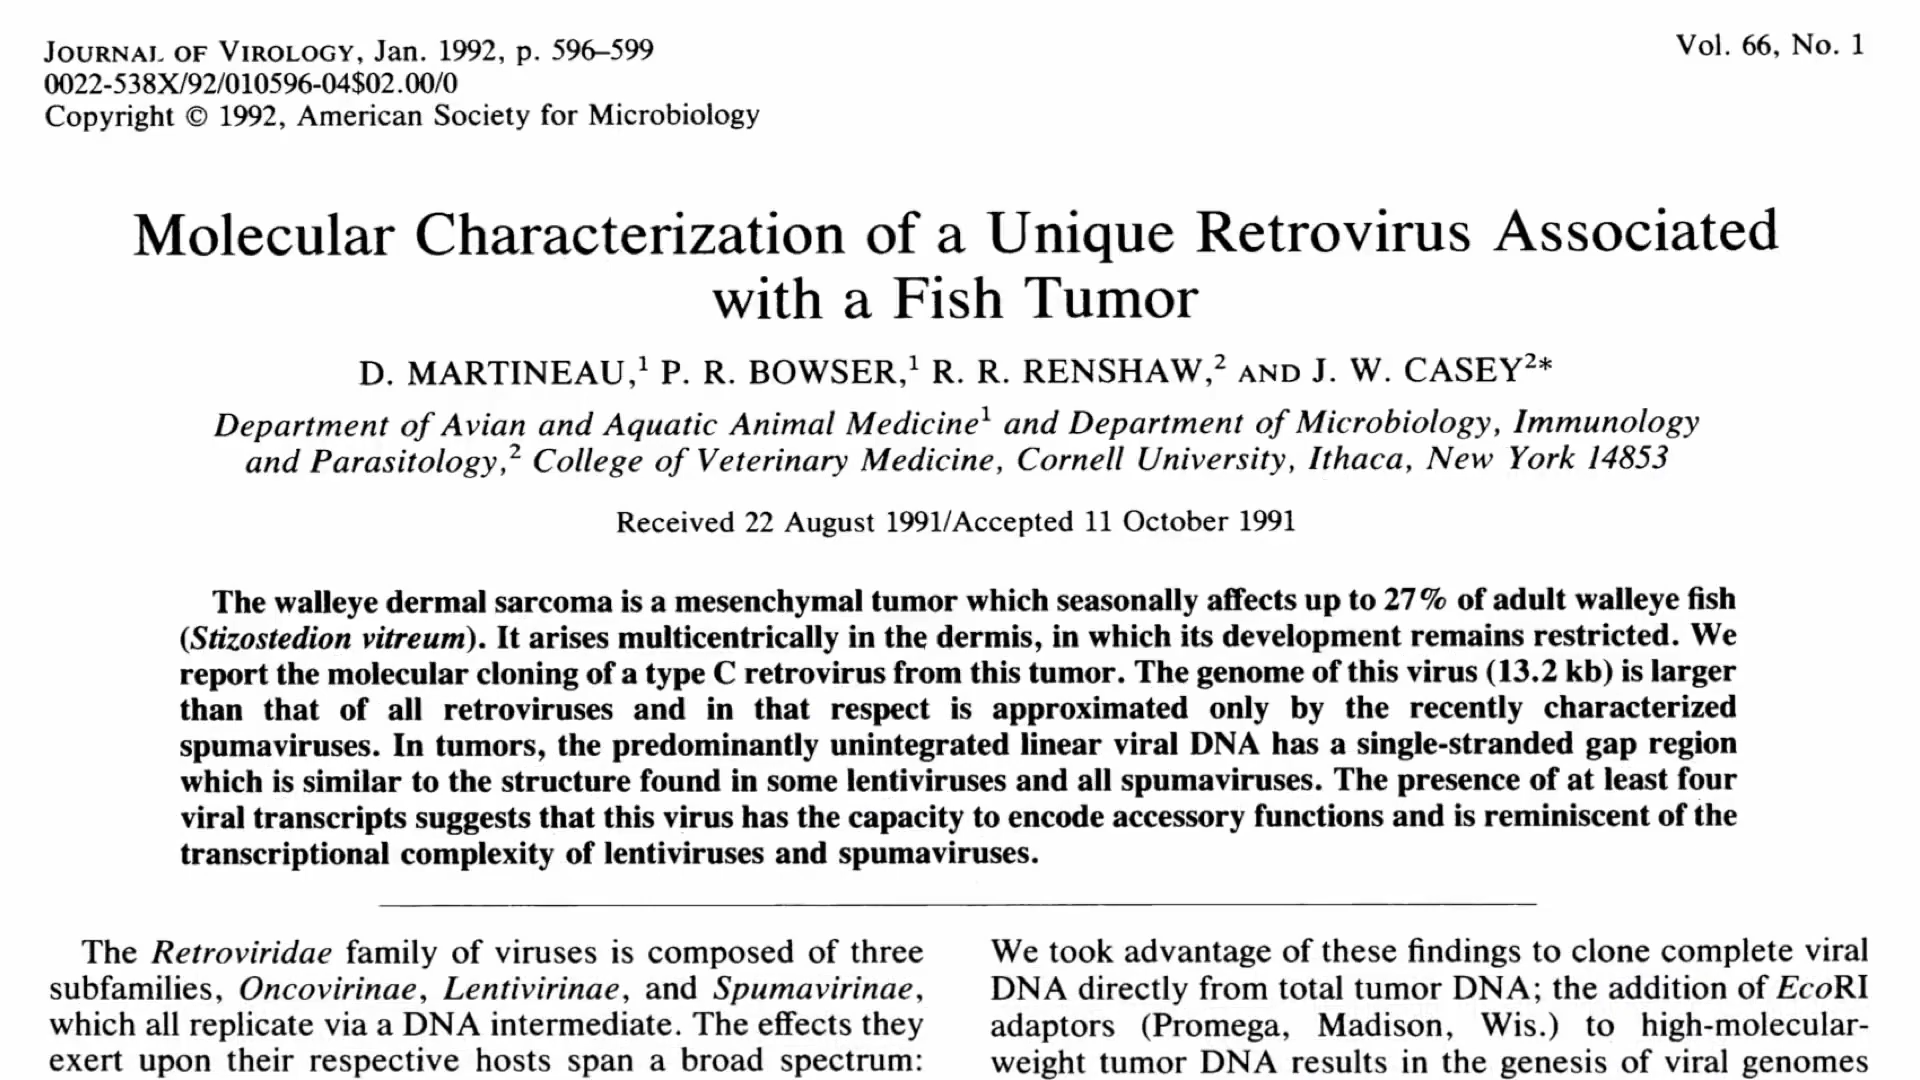 JOURNAL OF VIROLOGY, Jan. 1992, p. 596–599
0022-538X/92/010596-04$02.00/0
Copyright © 1992, American Society for Microbiology
Vol. 66, No. 1
Molecular Characterization of a Unique Retrovirus Associated
with a Fish Tumor
D. MARTINEAU,1 P. R. BOWSER,1 R. R. RENSHAW,2 AND J. W. CASEY2*
Department of Avian and Aquatic Animal Medicine1 and Department of Microbiology, Immunology
and Parasitology,2 College of Veterinary Medicine, Cornell University, Ithaca, New York 14853
Received 22 August 1991/Accepted 11 October 1991
The walleye dermal sarcoma is a mesenchymal tumor which seasonally affects up to 27% of adult walleye fish
(Stizostedion vitreum). It arises multicentrically in the dermis, in which its development remains restricted. We
report the molecular cloning of a type C retrovirus from this tumor. The genome of this virus (13.2 kb) is larger
than that of all retroviruses and in that respect is approximated only by the recently characterized
spumaviruses. In tumors, the predominantly unintegrated linear viral DNA has a single-stranded gap region
which is similar to the structure found in some lentiviruses and all spumaviruses. The presence of at least four
viral transcripts suggests that this virus has the capacity to encode accessory functions and is reminiscent of the
transcriptional complexity of lentiviruses and spumaviruses.
The Retroviridae family of viruses is composed of three
subfamilies, Oncovirinae, Lentivirinae, and Spumavirinae,
which all replicate via a DNA intermediate. The effects they
exert upon their respective hosts span a broad spectrum:
We took advantage of these findings to clone complete viral
DNA directly from total tumor DNA; the addition of EcoRI
adaptors (Promega, Madison, Wis.) to high-molecular-
weight tumor DNA results in the genesis of viral genomes